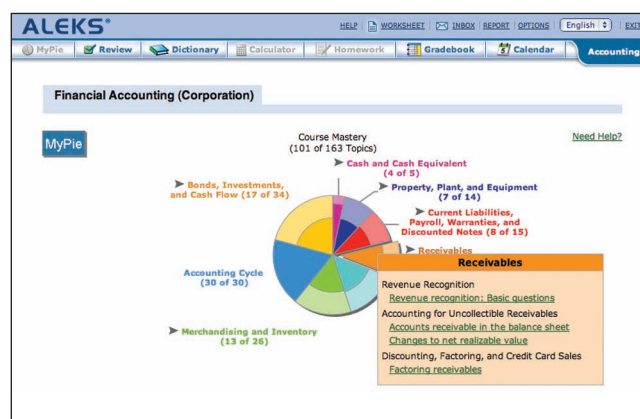 ALEKS®
HELP WORKSHEET INBOX REPORT OPTIONS English EXIT
MyPie Review Dictionary Calculator Homework Gradebook Calendar Accounting
Financial Accounting (Corporation)
MyPie
Need Help?
Course Mastery
(101 of 163 Topics)
Cash and Cash Equivalent
(4 of 5)
Bonds, Investments,
and Cash Flow (17 of 34)
Property, Plant, and Equipment
(7 of 14)
Current Liabilities,
Payroll, Warranties, and
Discounted Notes (8 of 15)
Receivables
Accounting Cycle
(30 of 30)
Merchandising and Inventory
(13 of 26)
Receivables
Revenue Recognition
Revenue recognition: Basic questions
Accounting for Uncollectible Receivables
Accounts receivable in the balance sheet
Changes to net realizable value
Discounting, Factoring, and Credit Card Sales
Factoring receivables